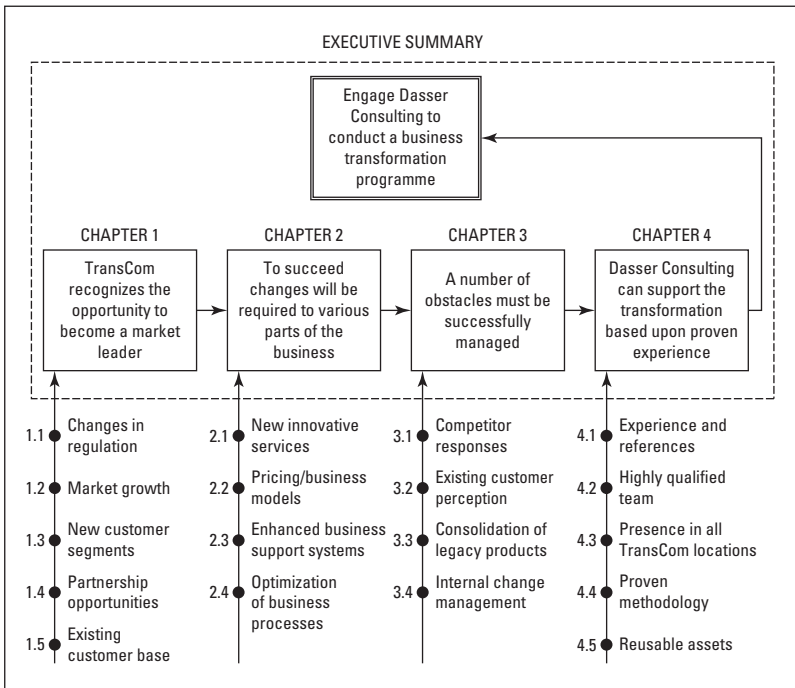 EXECUTIVE SUMMARY
Engage Dasser
Consulting to
conduct a business
transformation
programme
CHAPTER 1
TransCom
recognizes the
opportunity to
become a market
leader
CHAPTER 2
To succeed
changes will be
required to various
parts of the
business
CHAPTER 3
A number of
obstacles must be
successfully
managed
CHAPTER 4
Dasser Consulting
can support the
transformation
based upon proven
experience
1.1 Changes in
regulation
1.2 Market growth
1.3 New customer
segments
1.4 Partnership
opportunities
1.5 Existing
customer base
2.1 New innovative
services
2.2 Pricing/business
models
2.3 Enhanced business
support systems
2.4 Optimization
of business
processes
3.1 Competitor
responses
3.2 Existing customer
perception
3.3 Consolidation of
legacy products
3.4 Internal change
management
4.1 Experience and
references
4.2 Highly qualified
team
4.3 Presence in all
TransCom locations
4.4 Proven
methodology
4.5 Reusable assets